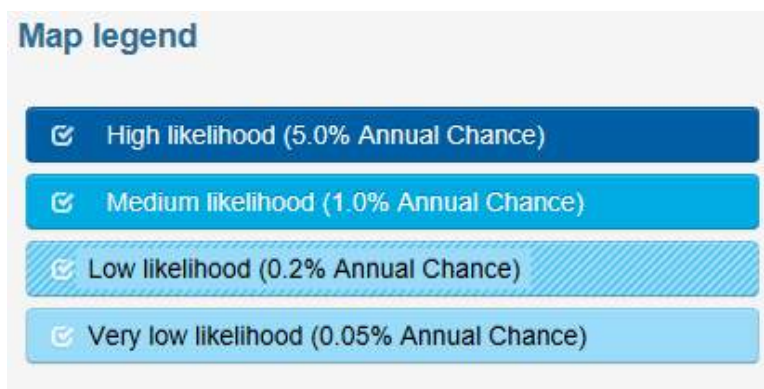 Map legend
High likelihood (5.0% Annual Chance)
Medium likelihood (1.0% Annual Chance)
Low likelihood (0.2% Annual Chance)
Very low likelihood (0.05% Annual Chance)